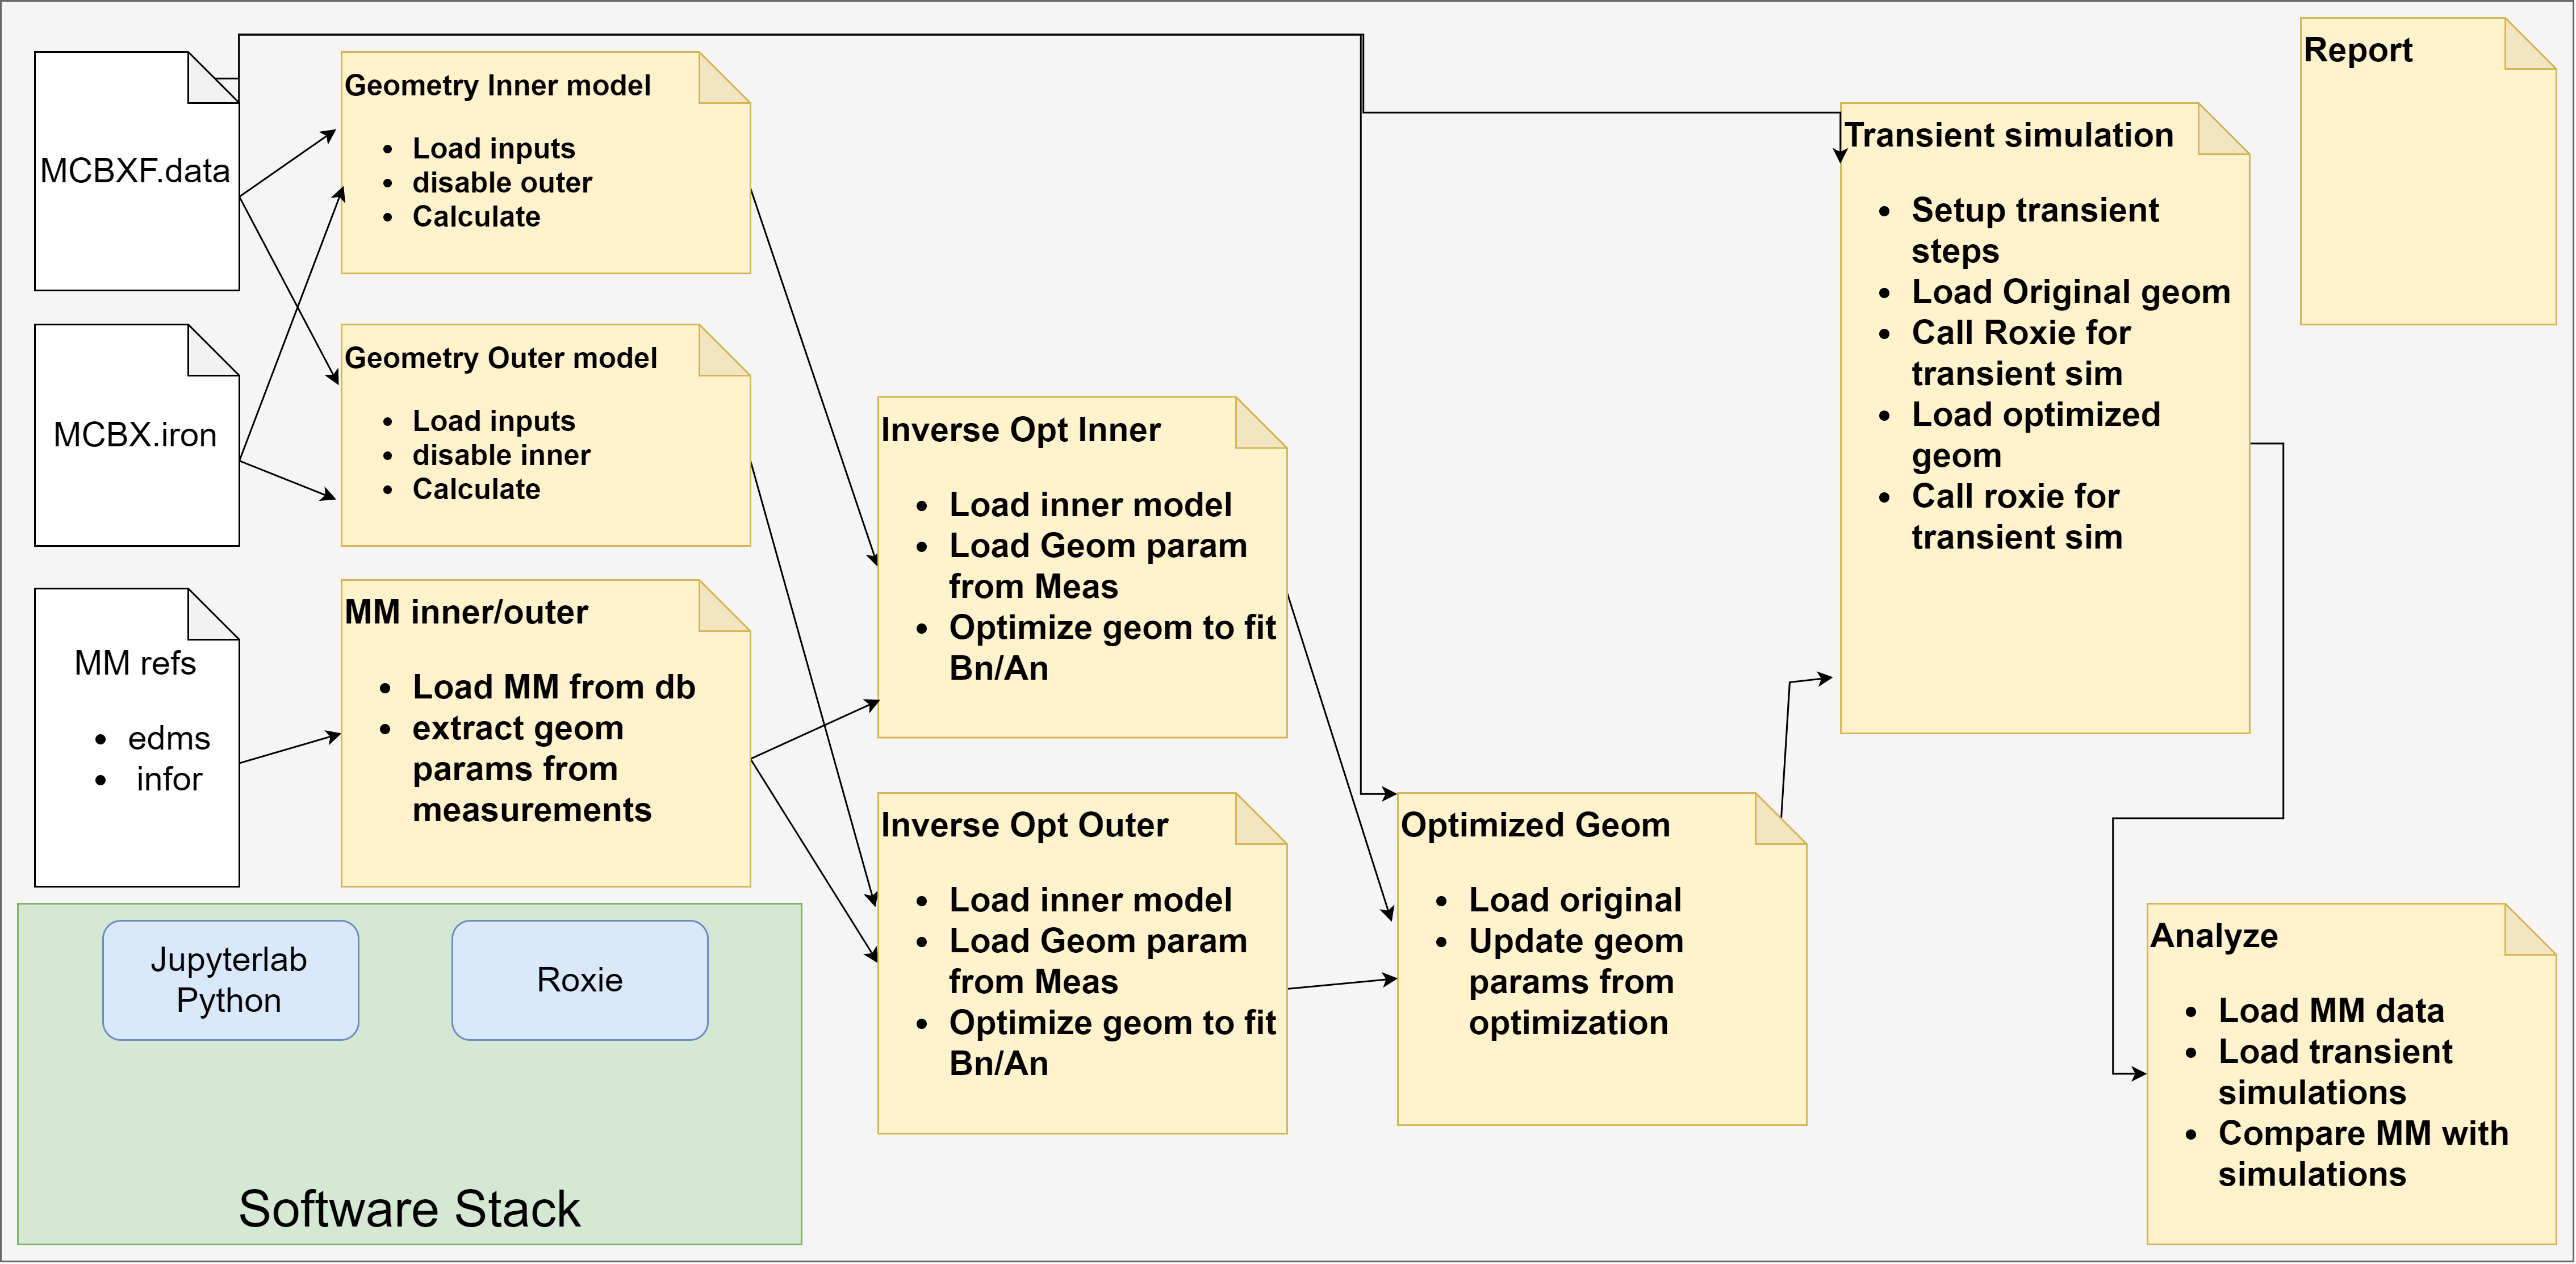 MCBXF.data
Geometry Inner model
• Load inputs
• disable outer
• Calculate
MCBX.iron
Geometry Outer model
• Load inputs
• disable inner
• Calculate
MM refs
• edms
• infor
MM inner/outer
• Load MM from db
• extract geom
params from
measurements
Inverse Opt Inner
• Load inner model
• Load Geom param
from Meas
• Optimize geom to fit
Bn/An
Inverse Opt Outer
• Load inner model
• Load Geom param
from Meas
• Optimize geom to fit
Bn/An
Optimized Geom
• Load original
• Update geom
params from
optimization
Transient simulation
• Setup transient
steps
• Load Original geom
• Call Roxie for
transient sim
• Load optimized
geom
• Call roxie for
transient sim
Report
Analyze
• Load MM data
• Load transient
simulations
• Compare MM with
simulations
Jupyterlab
Python
Roxie
Software Stack